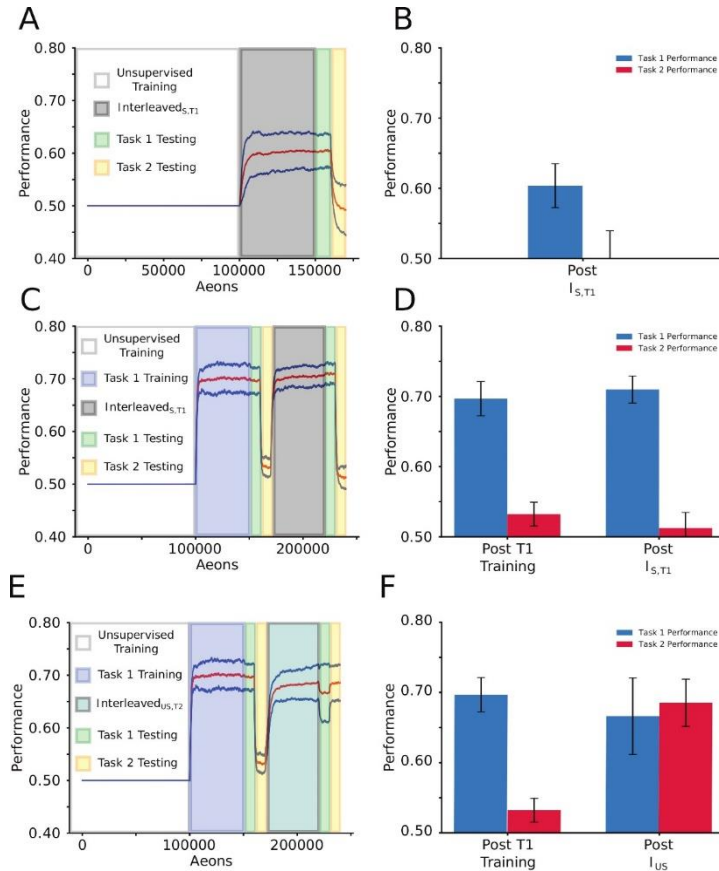 A
Performance
0.80
0.70
0.60
0.50
0.40
Unsupervised
Training
Interleaved_S,T1
Task 1 Testing
Task 2 Testing
0
50000
100000
150000
Aeons
B
Performance
0.80
0.70
0.60
0.50
Task 1 Performance
Task 2 Performance
Post
I_S,T1
C
Performance
0.80
0.70
0.60
0.50
0.40
Unsupervised
Training
Task 1 Training
Interleaved_S,T1
Task 1 Testing
Task 2 Testing
0
100000
200000
Aeons
D
Performance
0.80
0.70
0.60
0.50
Task 1 Performance
Task 2 Performance
Post T1
Training
Post
I_S,T1
E
Performance
0.80
0.70
0.60
0.50
0.40
Unsupervised
Training
Task 1 Training
Interleaved_US,T2
Task 1 Testing
Task 2 Testing
0
100000
200000
Aeons
F
Performance
0.80
0.70
0.60
0.50
Task 1 Performance
Task 2 Performance
Post T1
Training
Post
I_US